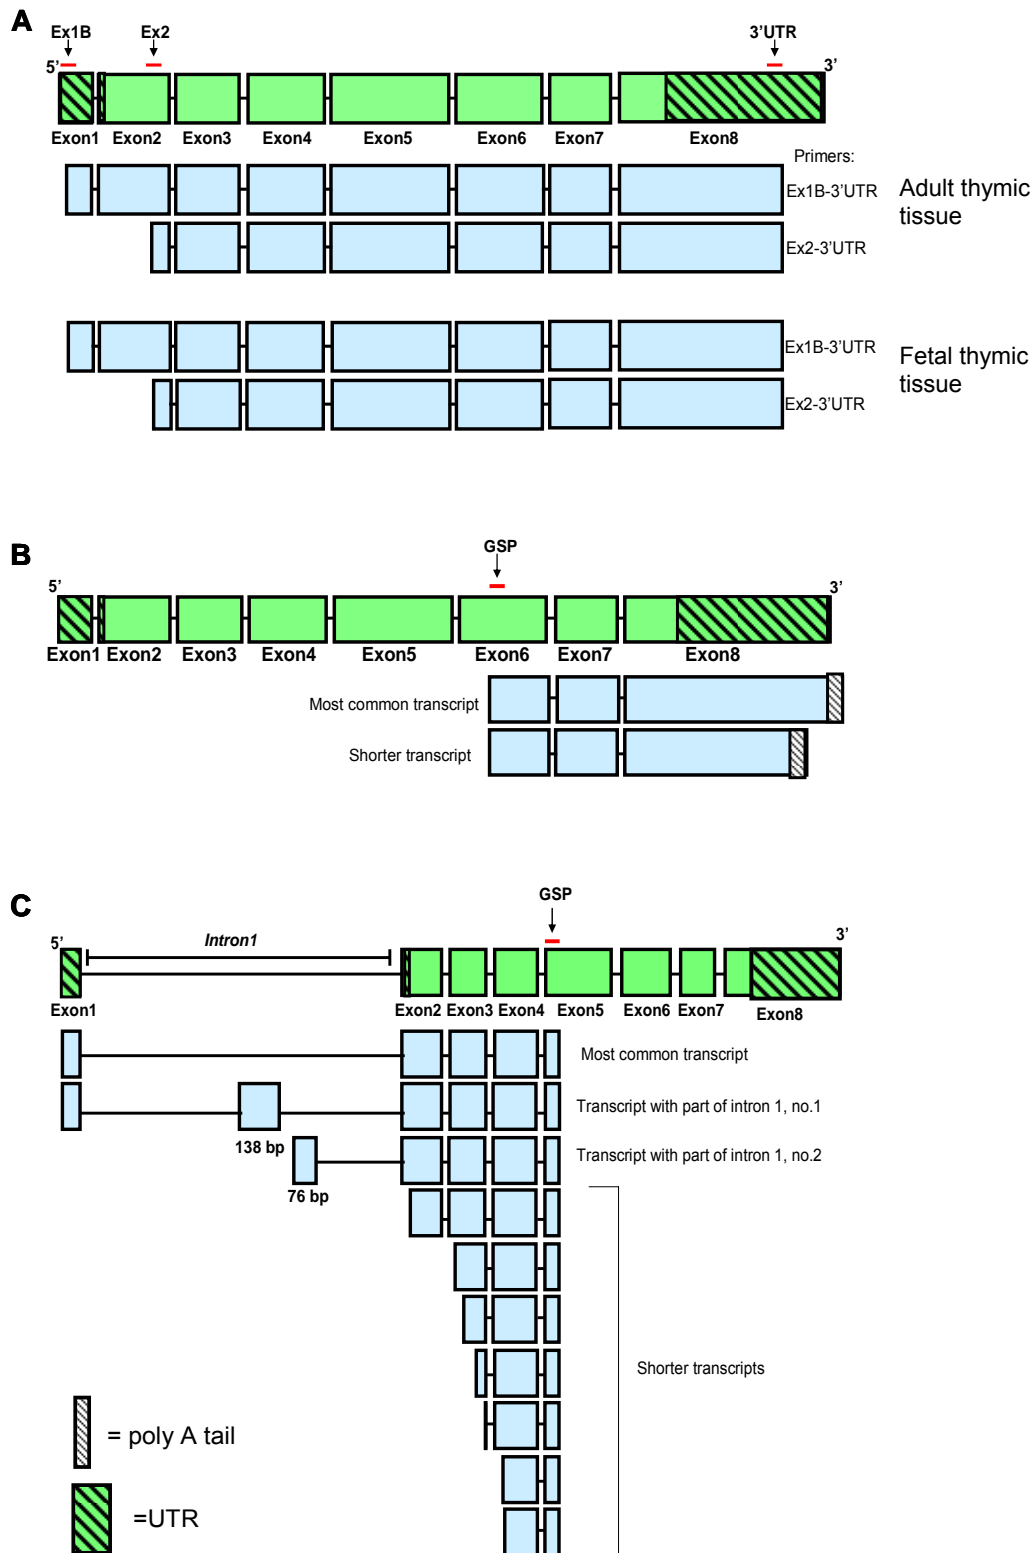 A
Ex1B Ex2 3'UTR
5' 3'
Exon1 Exon2 Exon3 Exon4 Exon5 Exon6 Exon7 Exon8
Primers:
Ex1B-3'UTR
Ex2-3'UTR
Adult thymic
tissue
Ex1B-3'UTR
Ex2-3'UTR
Fetal thymic
tissue
B
GSP
5' 3'
Exon1 Exon2 Exon3 Exon4 Exon5 Exon6 Exon7 Exon8
Most common transcript
Shorter transcript
C
GSP
5' Intron1 3'
Exon1 Exon2 Exon3 Exon4 Exon5 Exon6 Exon7 Exon8
Most common transcript
Transcript with part of intron 1, no.1
138 bp
Transcript with part of intron 1, no.2
76 bp
Shorter transcripts
= poly A tail
=UTR